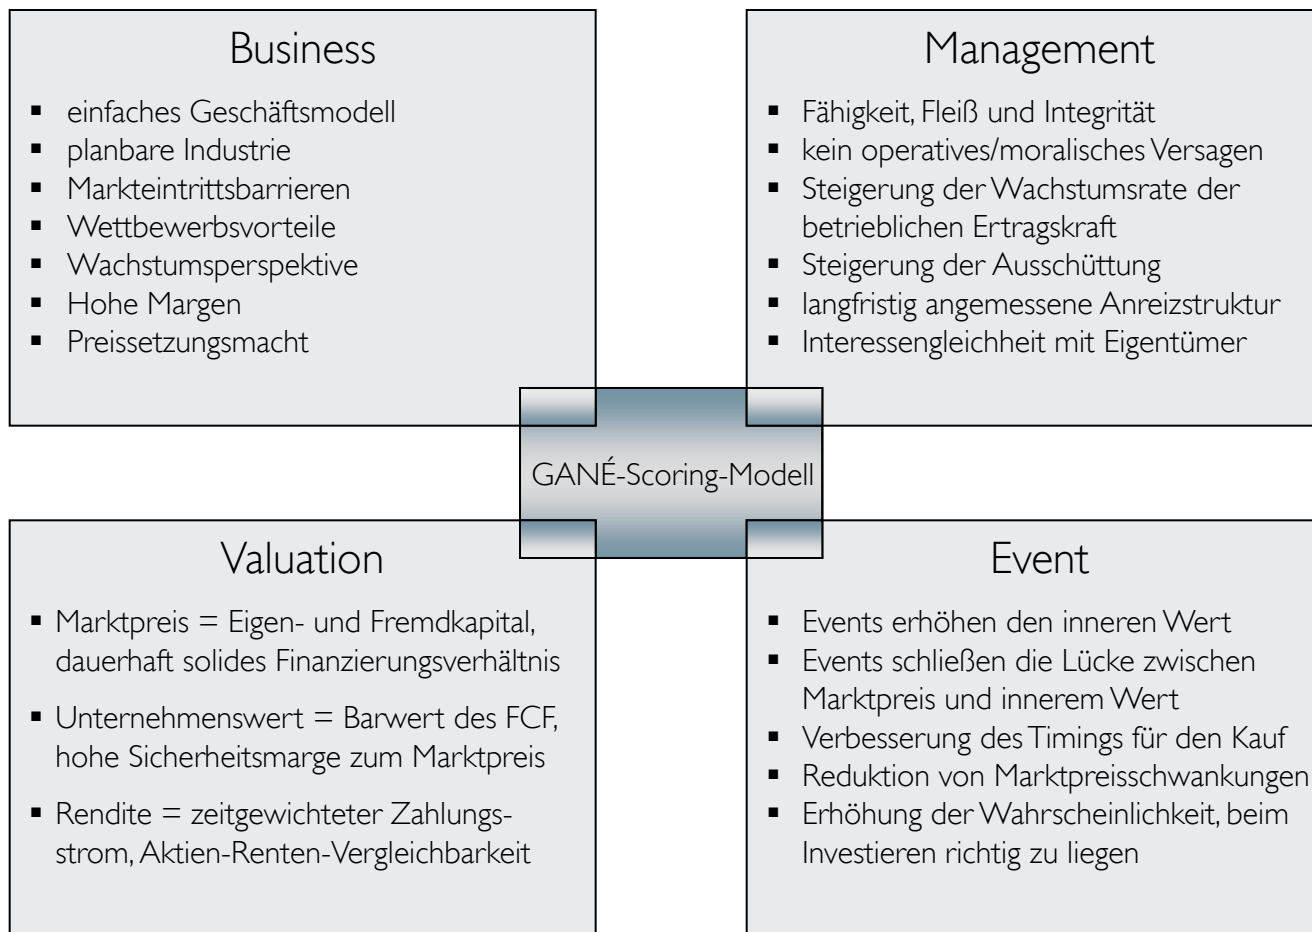 Business
▪ einfaches Geschäftsmodell
▪ planbare Industrie
▪ Markteintrittsbarrieren
▪ Wettbewerbsvorteile
▪ Wachstumsperspektive
▪ Hohe Margen
▪ Preissetzungsmacht
Management
▪ Fähigkeit, Fleiß und Integrität
▪ kein operatives/moralisches Versagen
▪ Steigerung der Wachstumsrate der
betrieblichen Ertragskraft
▪ Steigerung der Ausschüttung
▪ langfristig angemessene Anreizstruktur
▪ Interessengleichheit mit Eigentümer
GANÉ-Scoring-Modell
Valuation
▪ Marktpreis = Eigen- und Fremdkapital,
dauerhaft solides Finanzierungsverhältnis
▪ Unternehmenswert = Barwert des FCF,
hohe Sicherheitsmarge zum Marktpreis
▪ Rendite = zeitgewichteter Zahlungs-
strom, Aktien-Renten-Vergleichbarkeit
Event
▪ Events erhöhen den inneren Wert
▪ Events schließen die Lücke zwischen
Marktpreis und innerem Wert
▪ Verbesserung des Timings für den Kauf
▪ Reduktion von Marktpreisschwankungen
▪ Erhöhung der Wahrscheinlichkeit, beim
Investieren richtig zu liegen